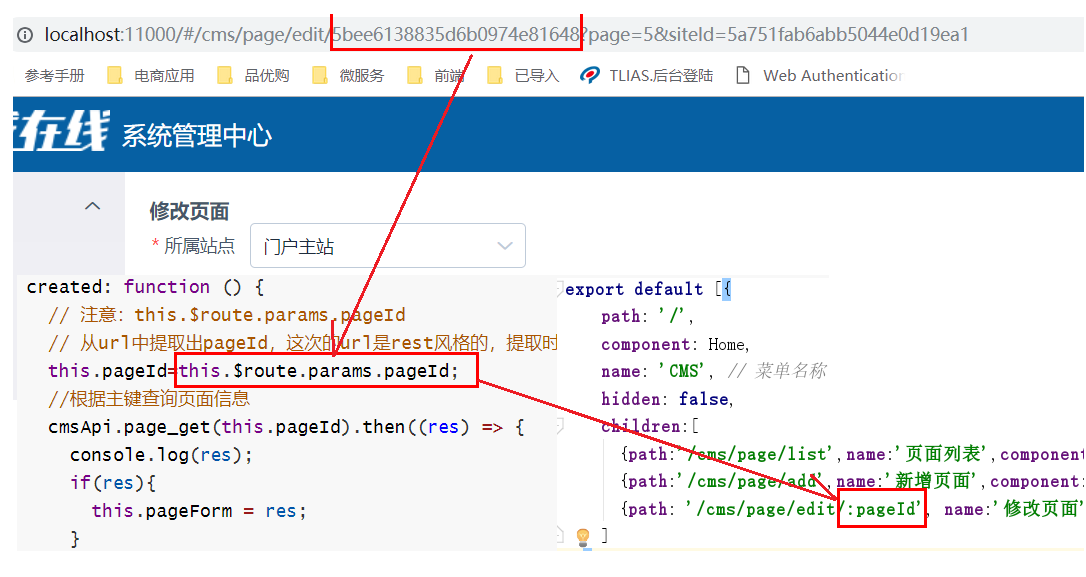 localhost:11000/#/cms/page/edit/5bee6138835d6b0974e81648?page=5&siteId=5a751fab6abb5044e0d19ea1
参考手册 电商应用 品优购 微服务 前端 已导入 TLIAS.后台登陆 Web Authentication
在线 系统管理中心
修改页面
* 所属站点 门户主站
created: function () {
// 注意：this.$route.params.pageId
// 从url中提取出pageId，这次的url是rest风格的，提取时
this.pageId=this.$route.params.pageId;
//根据主键查询页面信息
cmsApi.page_get(this.pageId).then((res) => {
console.log(res);
if(res){
this.pageForm = res;
}
export default [{
path: '/',
component: Home,
name: 'CMS', // 菜单名称
hidden: false,
children:[
{path:'/cms/page/list',name:'页面列表',component
{path:'/cms/page/add',name:'新增页面',component:
{path: '/cms/page/edit/:pageId', name:'修改页面'
]